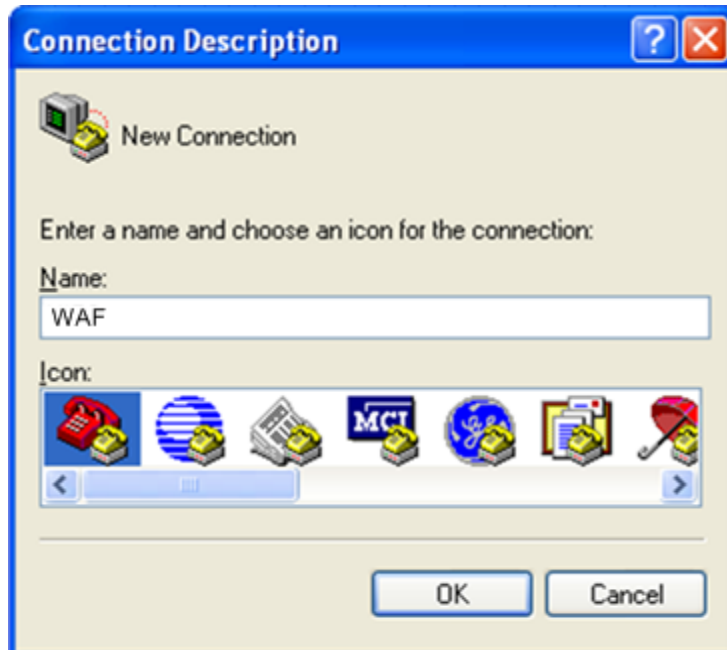 Connection Description
New Connection
Enter a name and choose an icon for the connection:
Name:
WAF
Icon:
MCI
OK
Cancel